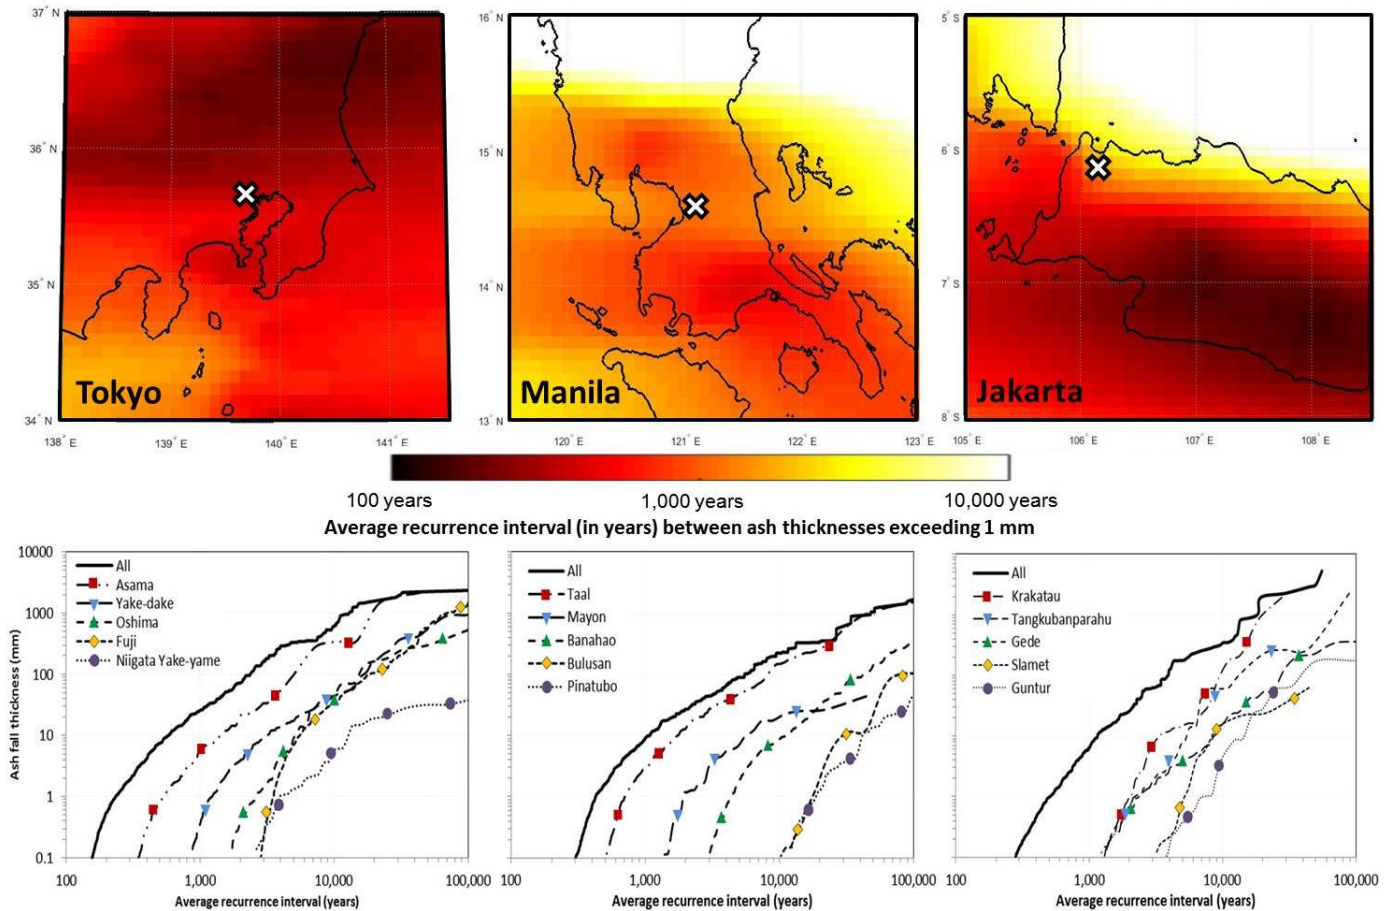 37° N
36° N
35° N
34° N
138° E
139° E
140° E
141° E
Tokyo
16° N
15° N
14° N
13° N
120° E
121° E
122° E
123° E
Manila
5° S
6° S
7° S
8° S
105° E
106° E
107° E
108° E
Jakarta
100 years
1,000 years
10,000 years
Average recurrence interval (in years) between ash thicknesses exceeding 1 mm
Ash fall thickness (mm)
10000
1000
100
10
1
0.1
All
Asama
Yake-dake
Oshima
Fuji
Niigata Yake-yame
100
1,000
10,000
100,000
Average recurrence interval (years)
All
Taal
Mayon
Banahao
Bulusan
Pinatubo
100
1,000
10,000
100,000
Average recurrence interval (years)
All
Krakatau
Tangkubanparahu
Gede
Slamet
Guntur
100
1,000
10,000
100,000
Average recurrence interval (years)